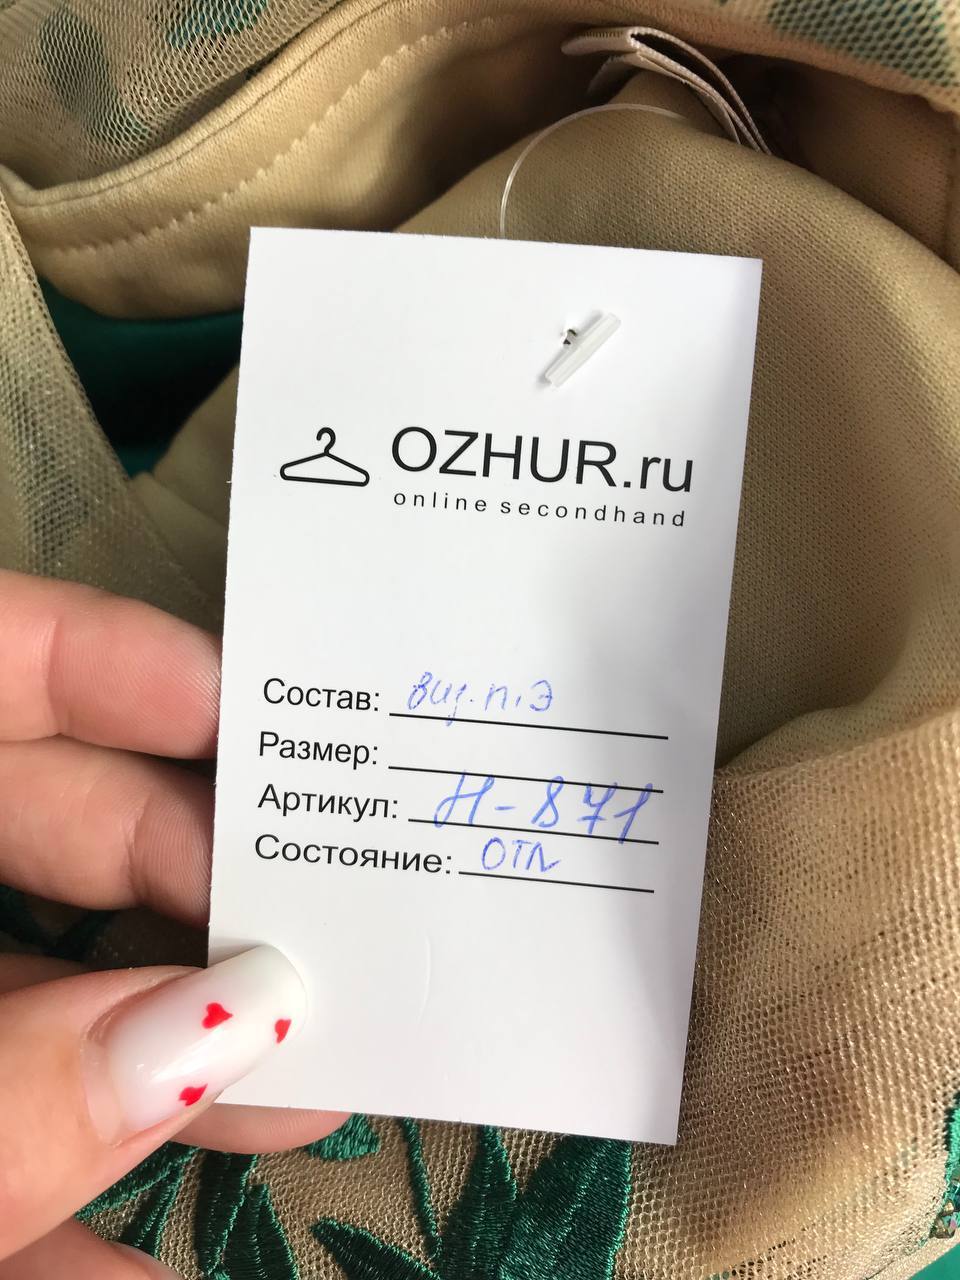 OZHUR.ru
online secondhand
Состав: виз. п. Э
Размер:
Артикул: Н-871
Состояние: отл